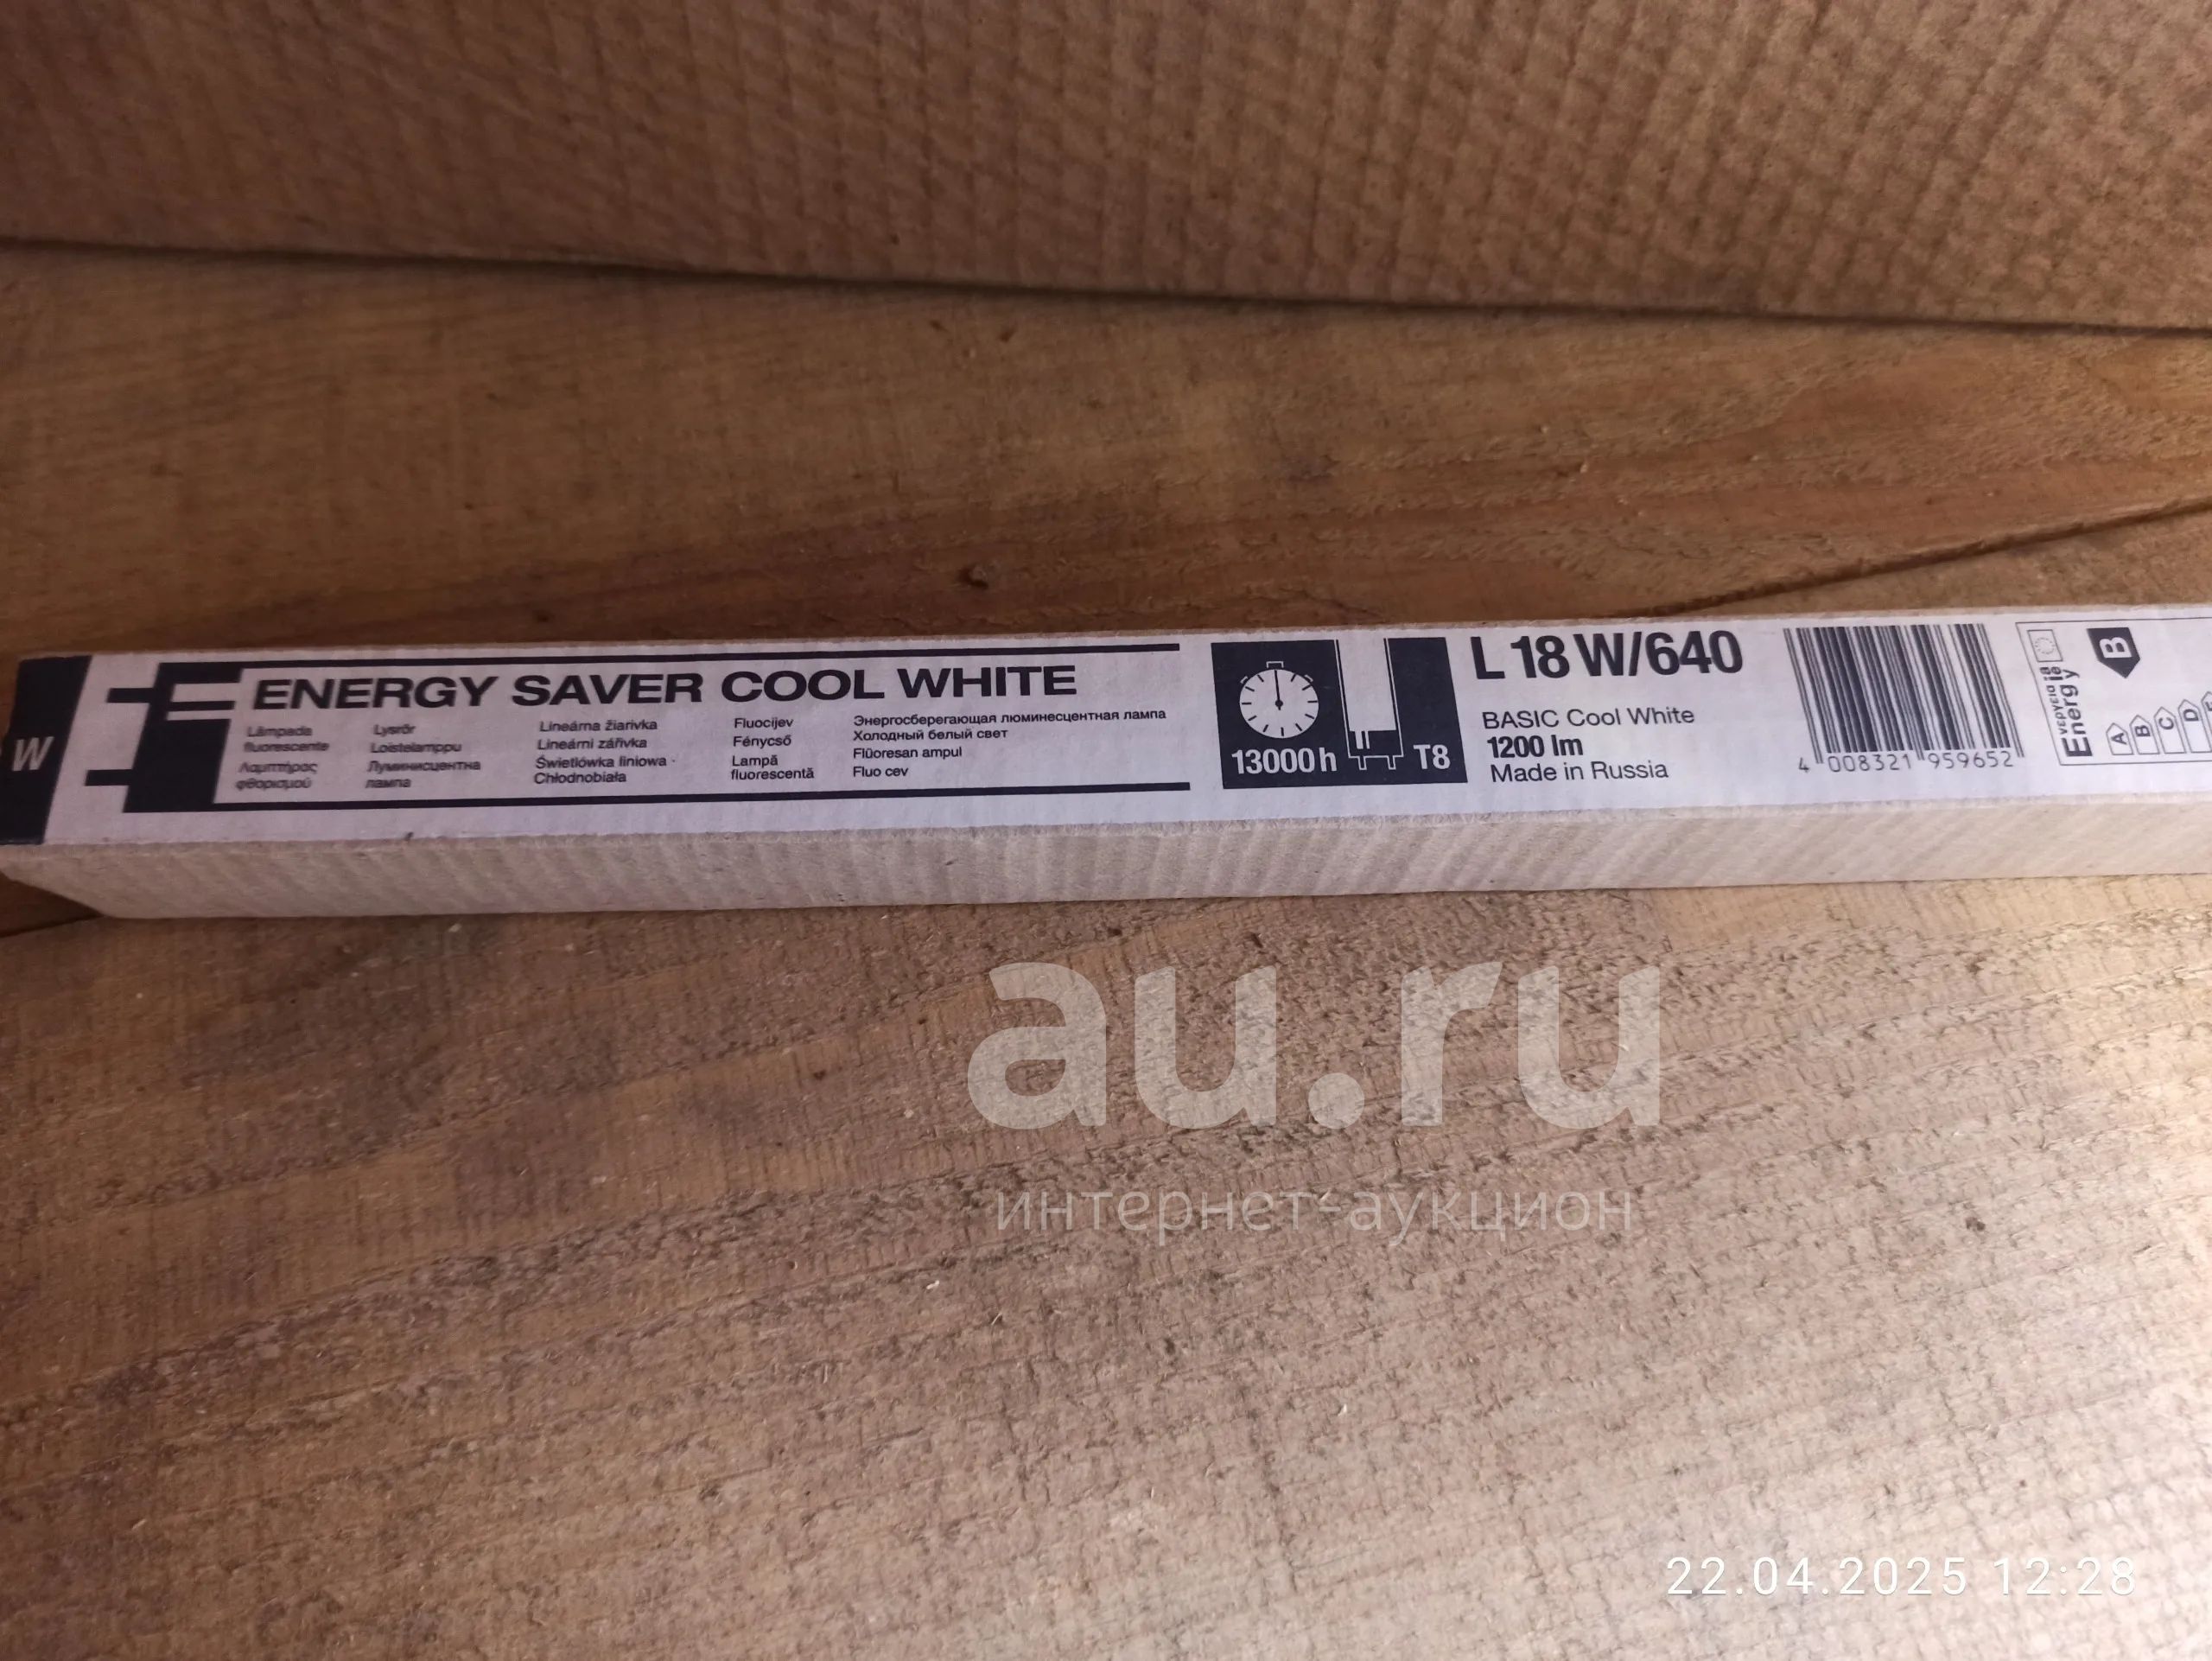 W
ENERGY SAVER COOL WHITE
Lâmpada
fluorescente
Λαμπτήρας
φθορισμού
Lysrör
Loistelamppu
Луминисцентна
лампа
Lineárna žiarivka
Lineární zářivka
Świetlówka liniowa
Chłodnobiała
Fluocijev
Fénycső
Lampă
fluorescentă
Энергосберегающая люминесцентная лампа
Холодный белый свет
Flüoresan ampul
Fluo cev
13000h
T8
L 18 W/640
BASIC Cool White
1200 lm
Made in Russia
4 008321 959652
Energy
B
A
B
C
D
au.ru
интернет-аукцион
22.04.2025 12:28